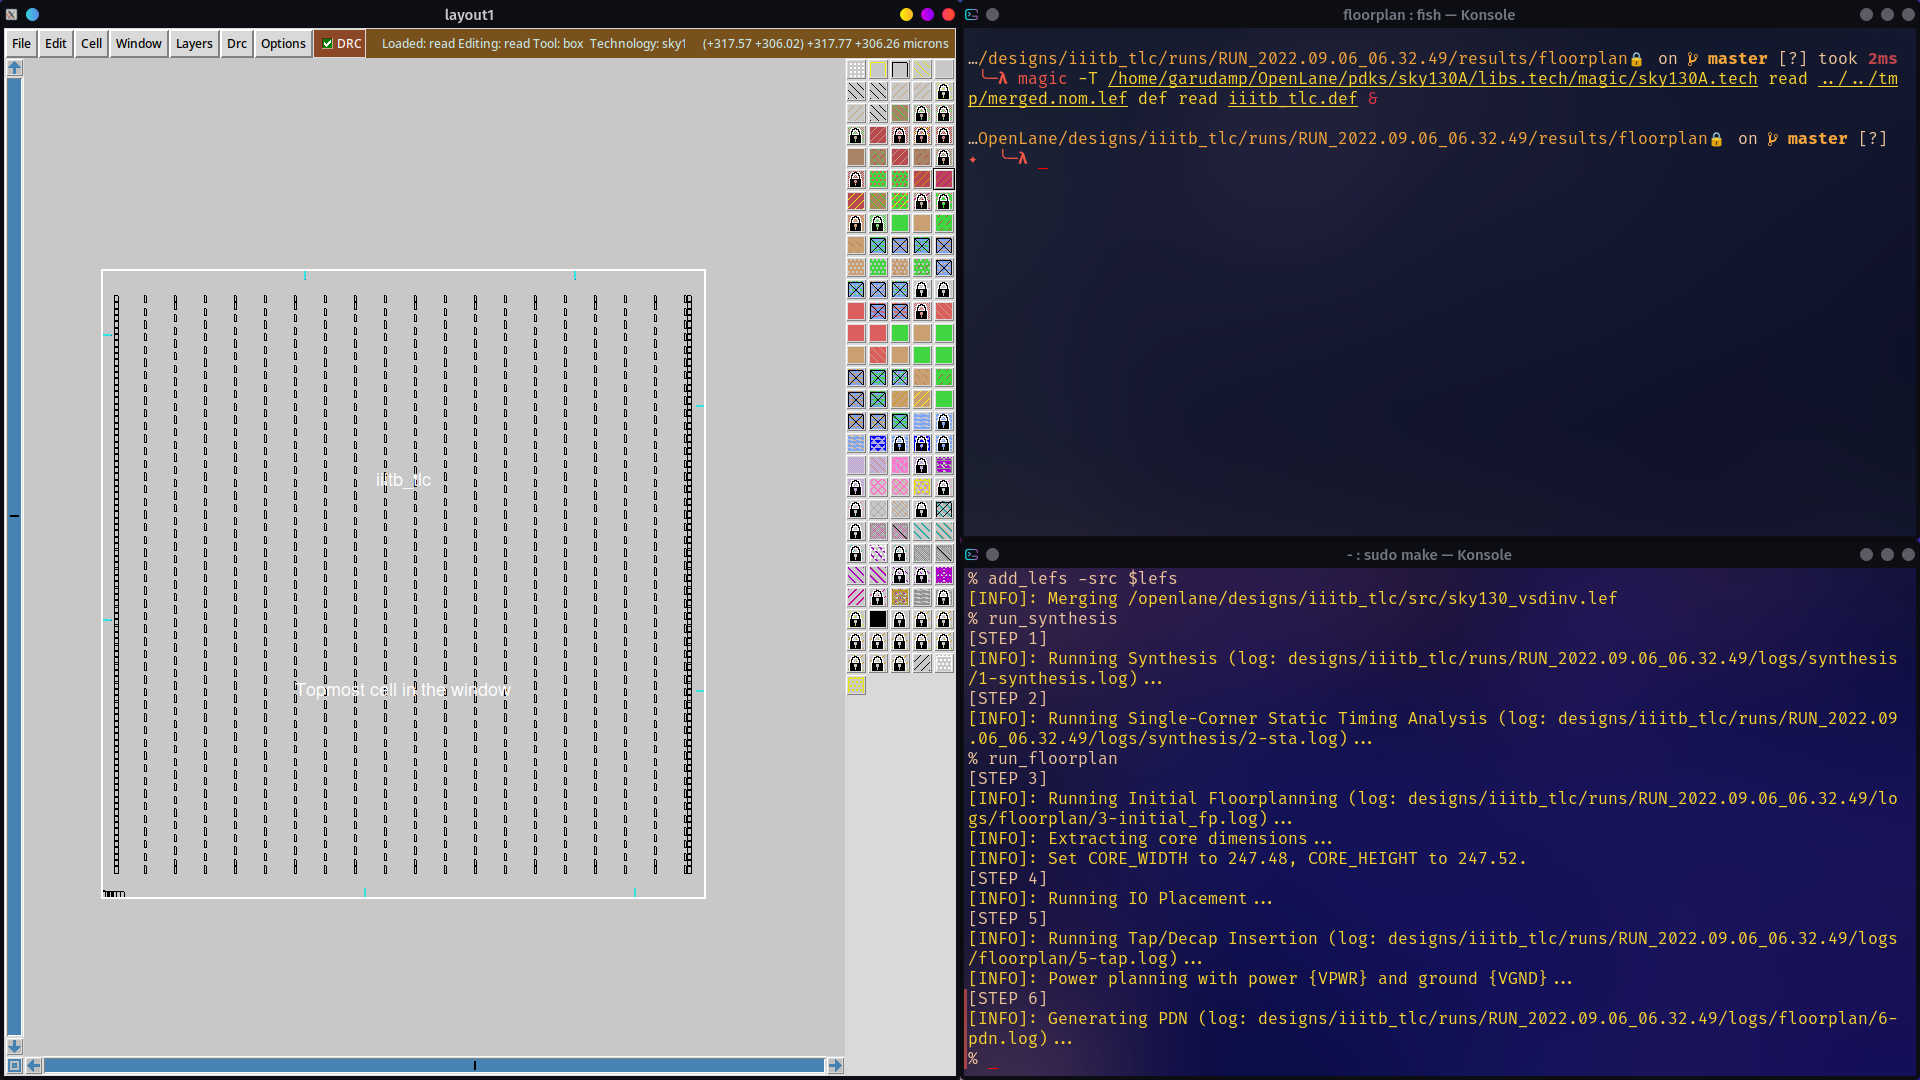 layout1
File Edit Cell Window Layers Drc Options DRC Loaded: read Editing: read Tool: box Technology: sky1 (+317.57 +306.02) +317.77 +306.26 microns
iiitb_tlc
Topmost cell in the window
floorplan : fish — Konsole
…/designs/iiitb_tlc/runs/RUN_2022.09.06_06.32.49/results/floorplan on master [?] took 2ms
╰─λ magic -T /home/garudamp/OpenLane/pdks/sky130A/libs.tech/magic/sky130A.tech read ../../tm
p/merged.nom.lef def read iiitb_tlc.def &
…OpenLane/designs/iiitb_tlc/runs/RUN_2022.09.06_06.32.49/results/floorplan on master [?]
✦ ╰─λ _
- : sudo make — Konsole
% add_lefs -src $lefs
[INFO]: Merging /openlane/designs/iiitb_tlc/src/sky130_vsdinv.lef
% run_synthesis
[STEP 1]
[INFO]: Running Synthesis (log: designs/iiitb_tlc/runs/RUN_2022.09.06_06.32.49/logs/synthesis
/1-synthesis.log)...
[STEP 2]
[INFO]: Running Single-Corner Static Timing Analysis (log: designs/iiitb_tlc/runs/RUN_2022.09
.06_06.32.49/logs/synthesis/2-sta.log)...
% run_floorplan
[STEP 3]
[INFO]: Running Initial Floorplanning (log: designs/iiitb_tlc/runs/RUN_2022.09.06_06.32.49/lo
gs/floorplan/3-initial_fp.log)...
[INFO]: Extracting core dimensions...
[INFO]: Set CORE_WIDTH to 247.48, CORE_HEIGHT to 247.52.
[STEP 4]
[INFO]: Running IO Placement...
[STEP 5]
[INFO]: Running Tap/Decap Insertion (log: designs/iiitb_tlc/runs/RUN_2022.09.06_06.32.49/logs
/floorplan/5-tap.log)...
[INFO]: Power planning with power {VPWR} and ground {VGND}...
[STEP 6]
[INFO]: Generating PDN (log: designs/iiitb_tlc/runs/RUN_2022.09.06_06.32.49/logs/floorplan/6-
pdn.log)...
% _